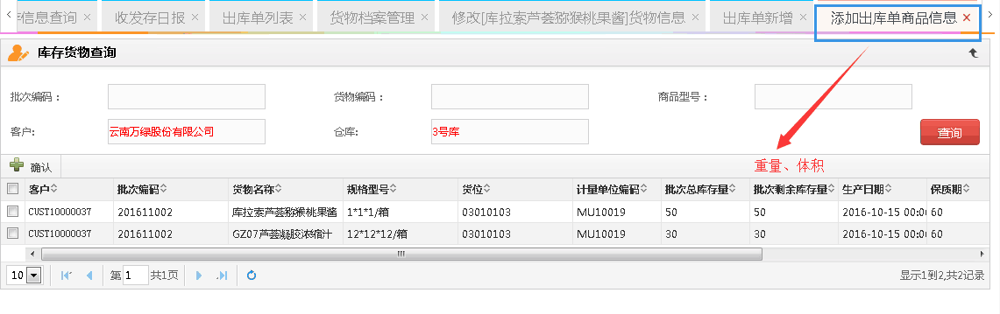 存信息查询 × 收发存日报 × 出库单列表 × 货物档案管理 × 修改[库拉索芦荟猕猴桃果酱]货物信息 × 出库单新增 × 添加出库单商品信息 ×
库存货物查询
批次编码： 货物编码： 商品型号：
客户: 云南万绿股份有限公司 仓库: 3号库 查询
确认 重量、体积
客户 批次编码 货物名称 规格型号 货位 计量单位编码 批次总库存量 批次剩余库存量 生产日期 保质期
CUST10000037 201611002 库拉索芦荟猕猴桃果酱 1*1*1/箱 03010103 MU10019 50 50 2016-10-15 00:00 60
CUST10000037 201611002 GZ07芦荟凝胶浓缩汁 12*12*12/箱 03010103 MU10019 30 30 2016-10-15 00:00 60
10 第 1 共1页 显示1到2,共2记录